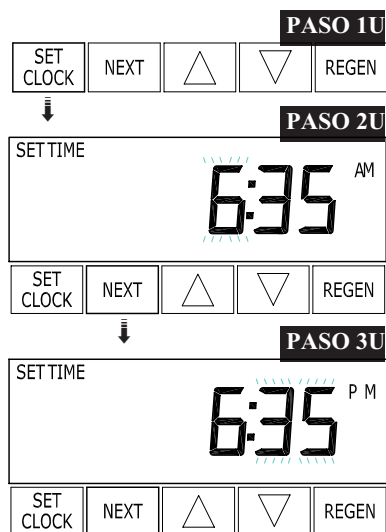 PASO 1U
SET CLOCK NEXT REGEN
PASO 2U
SET TIME
6:35 AM
SET CLOCK NEXT REGEN
PASO 3U
SET TIME
6:35 P M
SET CLOCK NEXT REGEN